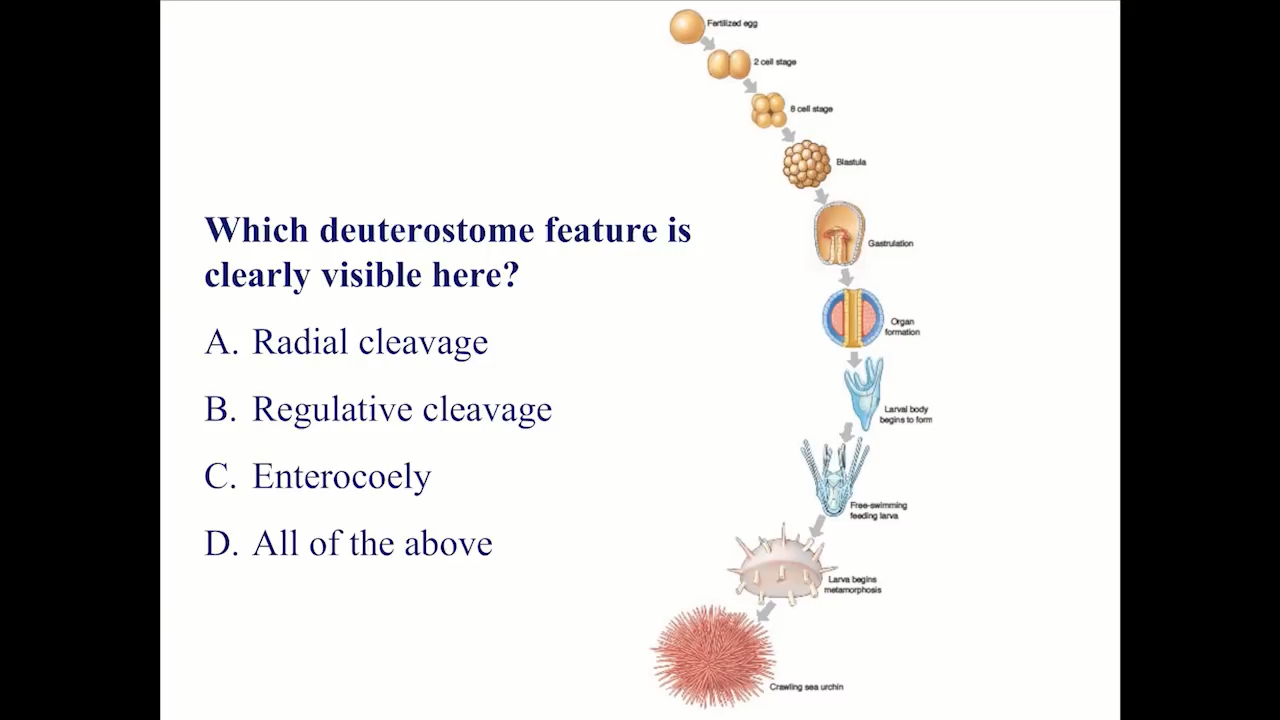 Which deuterostome feature is
clearly visible here?
A. Radial cleavage
B. Regulative cleavage
C. Enterocoely
D. All of the above
Fertilized egg
2 cell stage
8 cell stage
Blastula
Gastrulation
Organ
formation
Larval body
begins to form
Free-swimming
feeding larva
Larva begins
metamorphosis
Crawling sea urchin